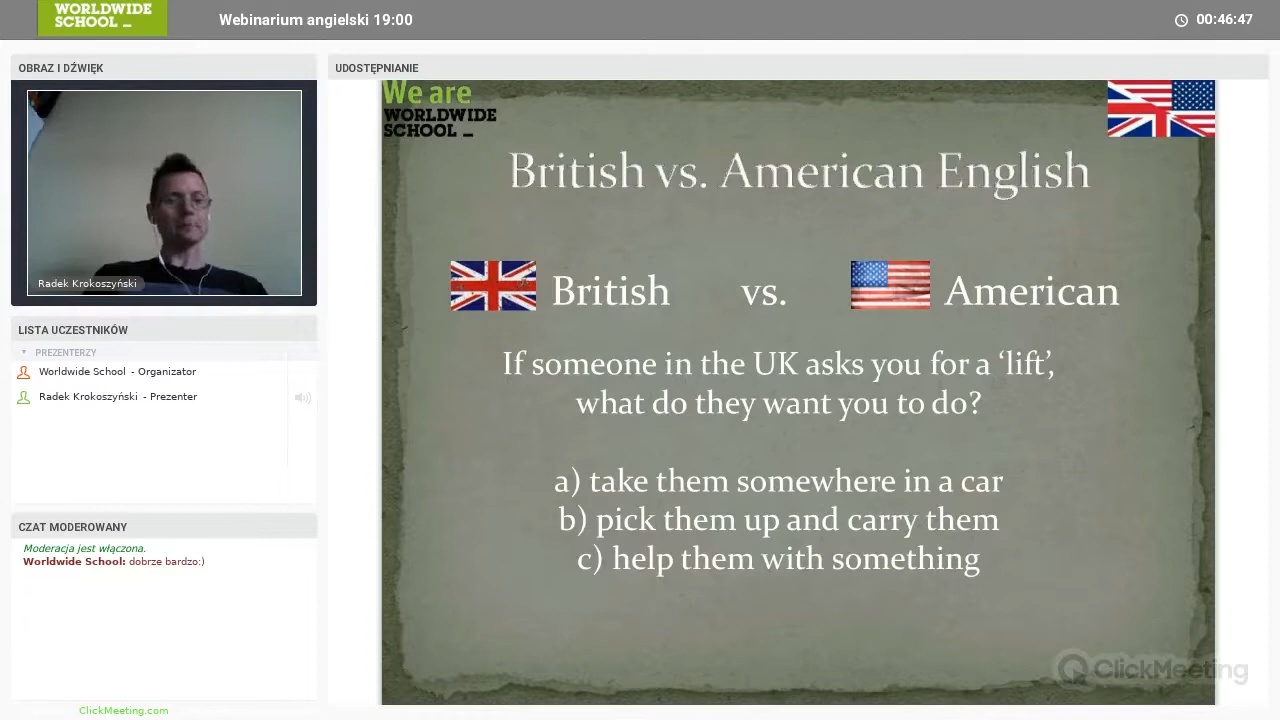 WORLDWIDE
SCHOOL _
Webinarium angielski 19:00
00:46:47
OBRAZ I DŹWIĘK
Radek Krokoszyński
LISTA UCZESTNIKÓW
PREZENTERZY
Worldwide School - Organizator
Radek Krokoszyński - Prezenter
CZAT MODEROWANY
Moderacja jest włączona.
Worldwide School: dobrze bardzo:)
ClickMeeting.com
UDOSTĘPNIANIE
We are
WORLDWIDE
SCHOOL _
British vs. American English
British vs. American
If someone in the UK asks you for a ‘lift’,
what do they want you to do?
a) take them somewhere in a car
b) pick them up and carry them
c) help them with something
ClickMeeting